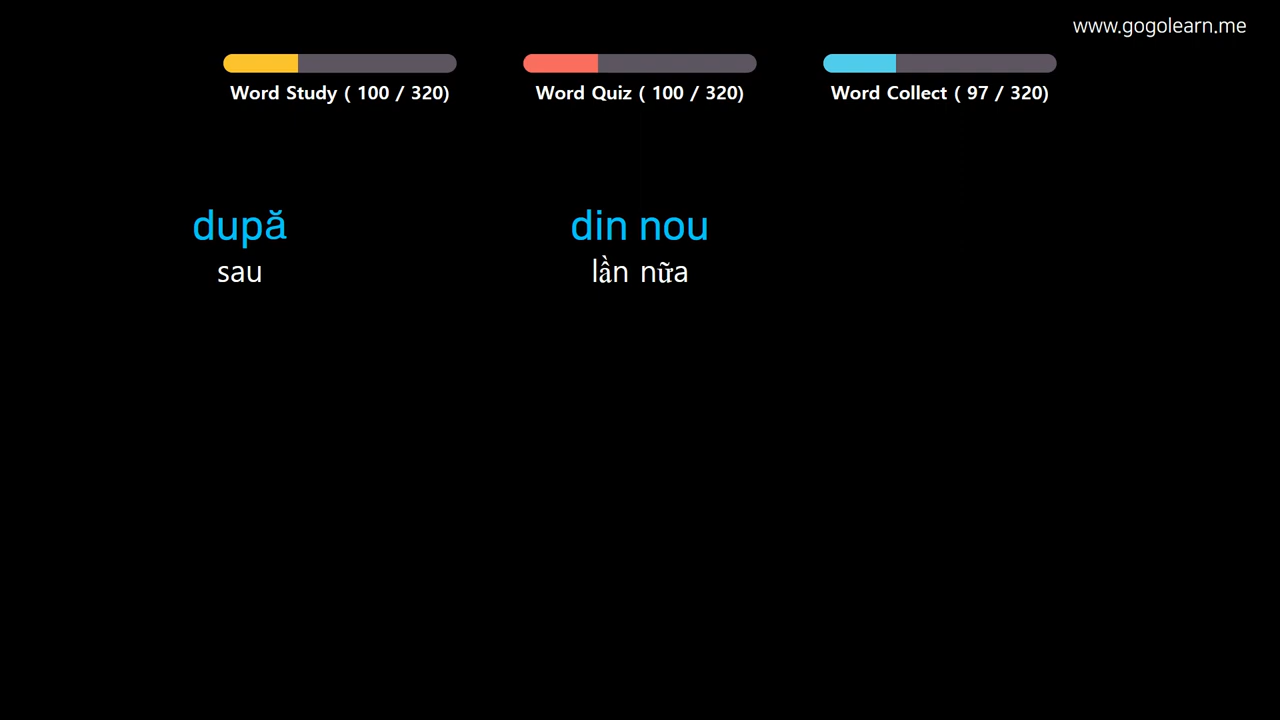 www.gogolearn.me
Word Study ( 100 / 320)
Word Quiz ( 100 / 320)
Word Collect ( 97 / 320)
după
sau
din nou
lần nữa